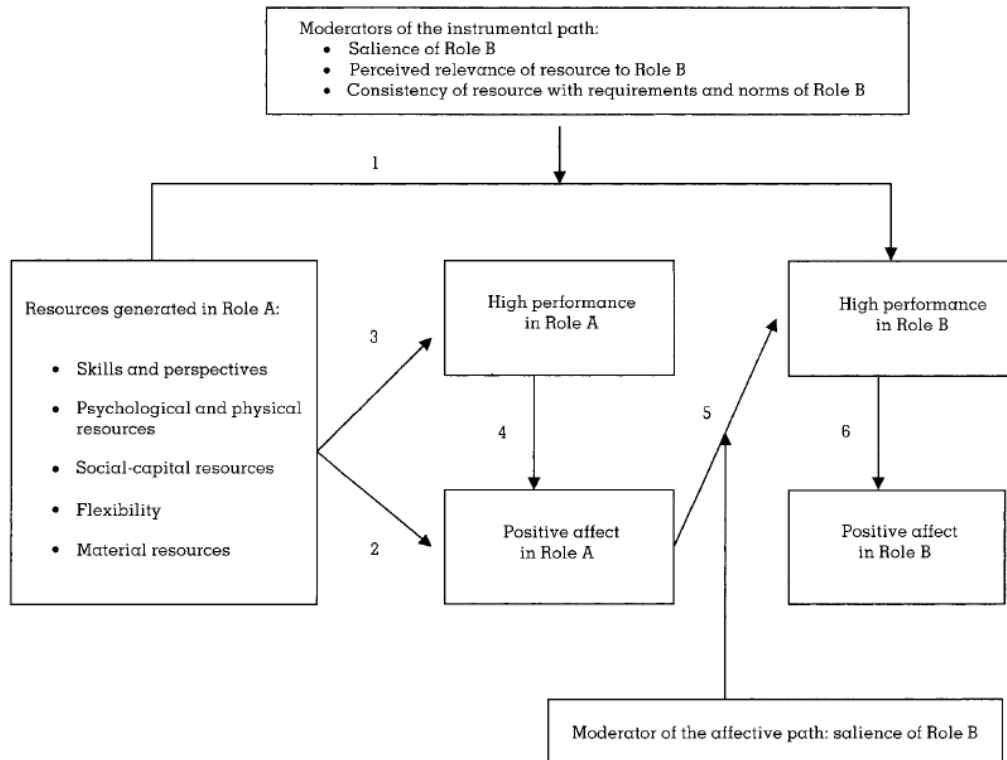 Moderators of the instrumental path:
• Salience of Role B
• Perceived relevance of resource to Role B
• Consistency of resource with requirements and norms of Role B
1
Resources generated in Role A:
• Skills and perspectives
• Psychological and physical
resources
• Social-capital resources
• Flexibility
• Material resources
3
2
High performance
in Role A
4
Positive affect
in Role A
5
High performance
in Role B
6
Positive affect
in Role B
Moderator of the affective path: salience of Role B